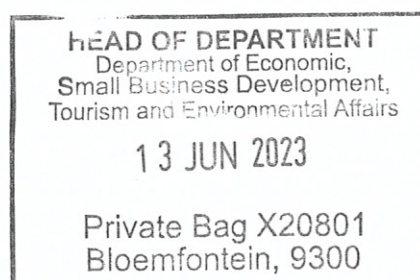 HEAD OF DEPARTMENT
Department of Economic,
Small Business Development,
Tourism and Environmental Affairs
13 JUN 2023
Private Bag X20801
Bloemfontein, 9300